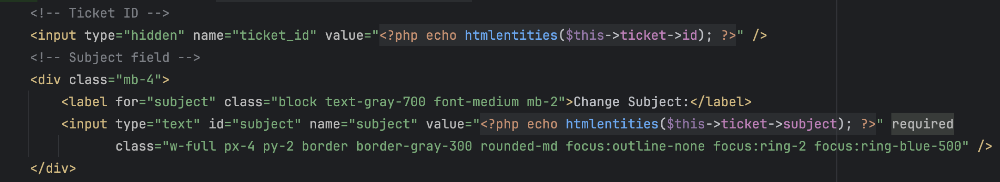 <!-- Ticket ID -->
<input type="hidden" name="ticket_id" value="<?php echo htmlentities($this->ticket->id); ?>" />
<!-- Subject field -->
<div class="mb-4">
<label for="subject" class="block text-gray-700 font-medium mb-2">Change Subject:</label>
<input type="text" id="subject" name="subject" value="<?php echo htmlentities($this->ticket->subject); ?>" required
class="w-full px-4 py-2 border border-gray-300 rounded-md focus:outline-none focus:ring-2 focus:ring-blue-500" />
</div>